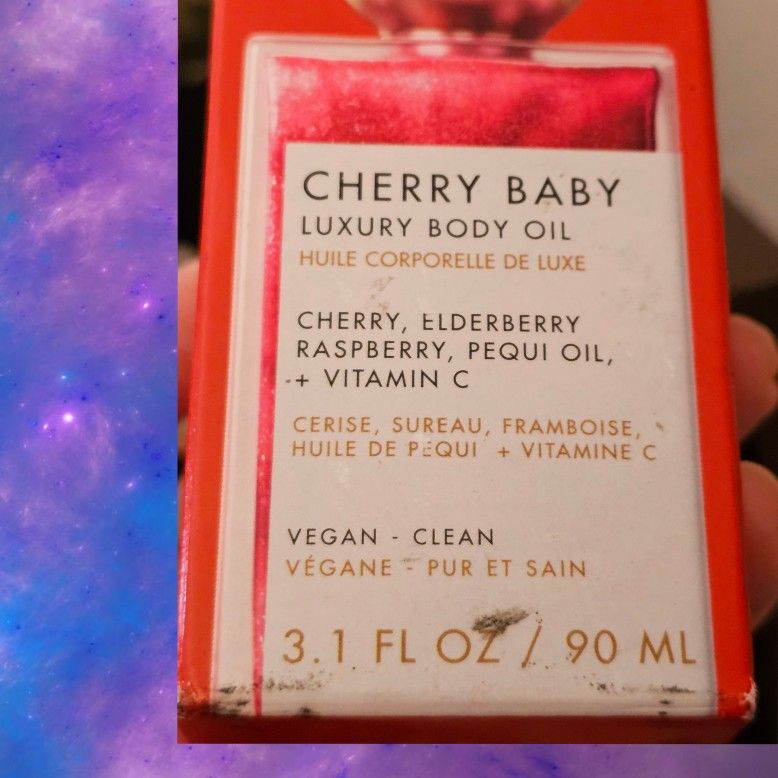 CHERRY BABY
LUXURY BODY OIL
HUILE CORPORELLE DE LUXE
CHERRY, ELDERBERRY
RASPBERRY, PEQUI OIL,
+ VITAMIN C
CERISE, SUREAU, FRAMBOISE,
HUILE DE PEQUI + VITAMINE C
VEGAN - CLEAN
VÉGANE - PUR ET SAIN
3.1 FL OZ / 90 ML